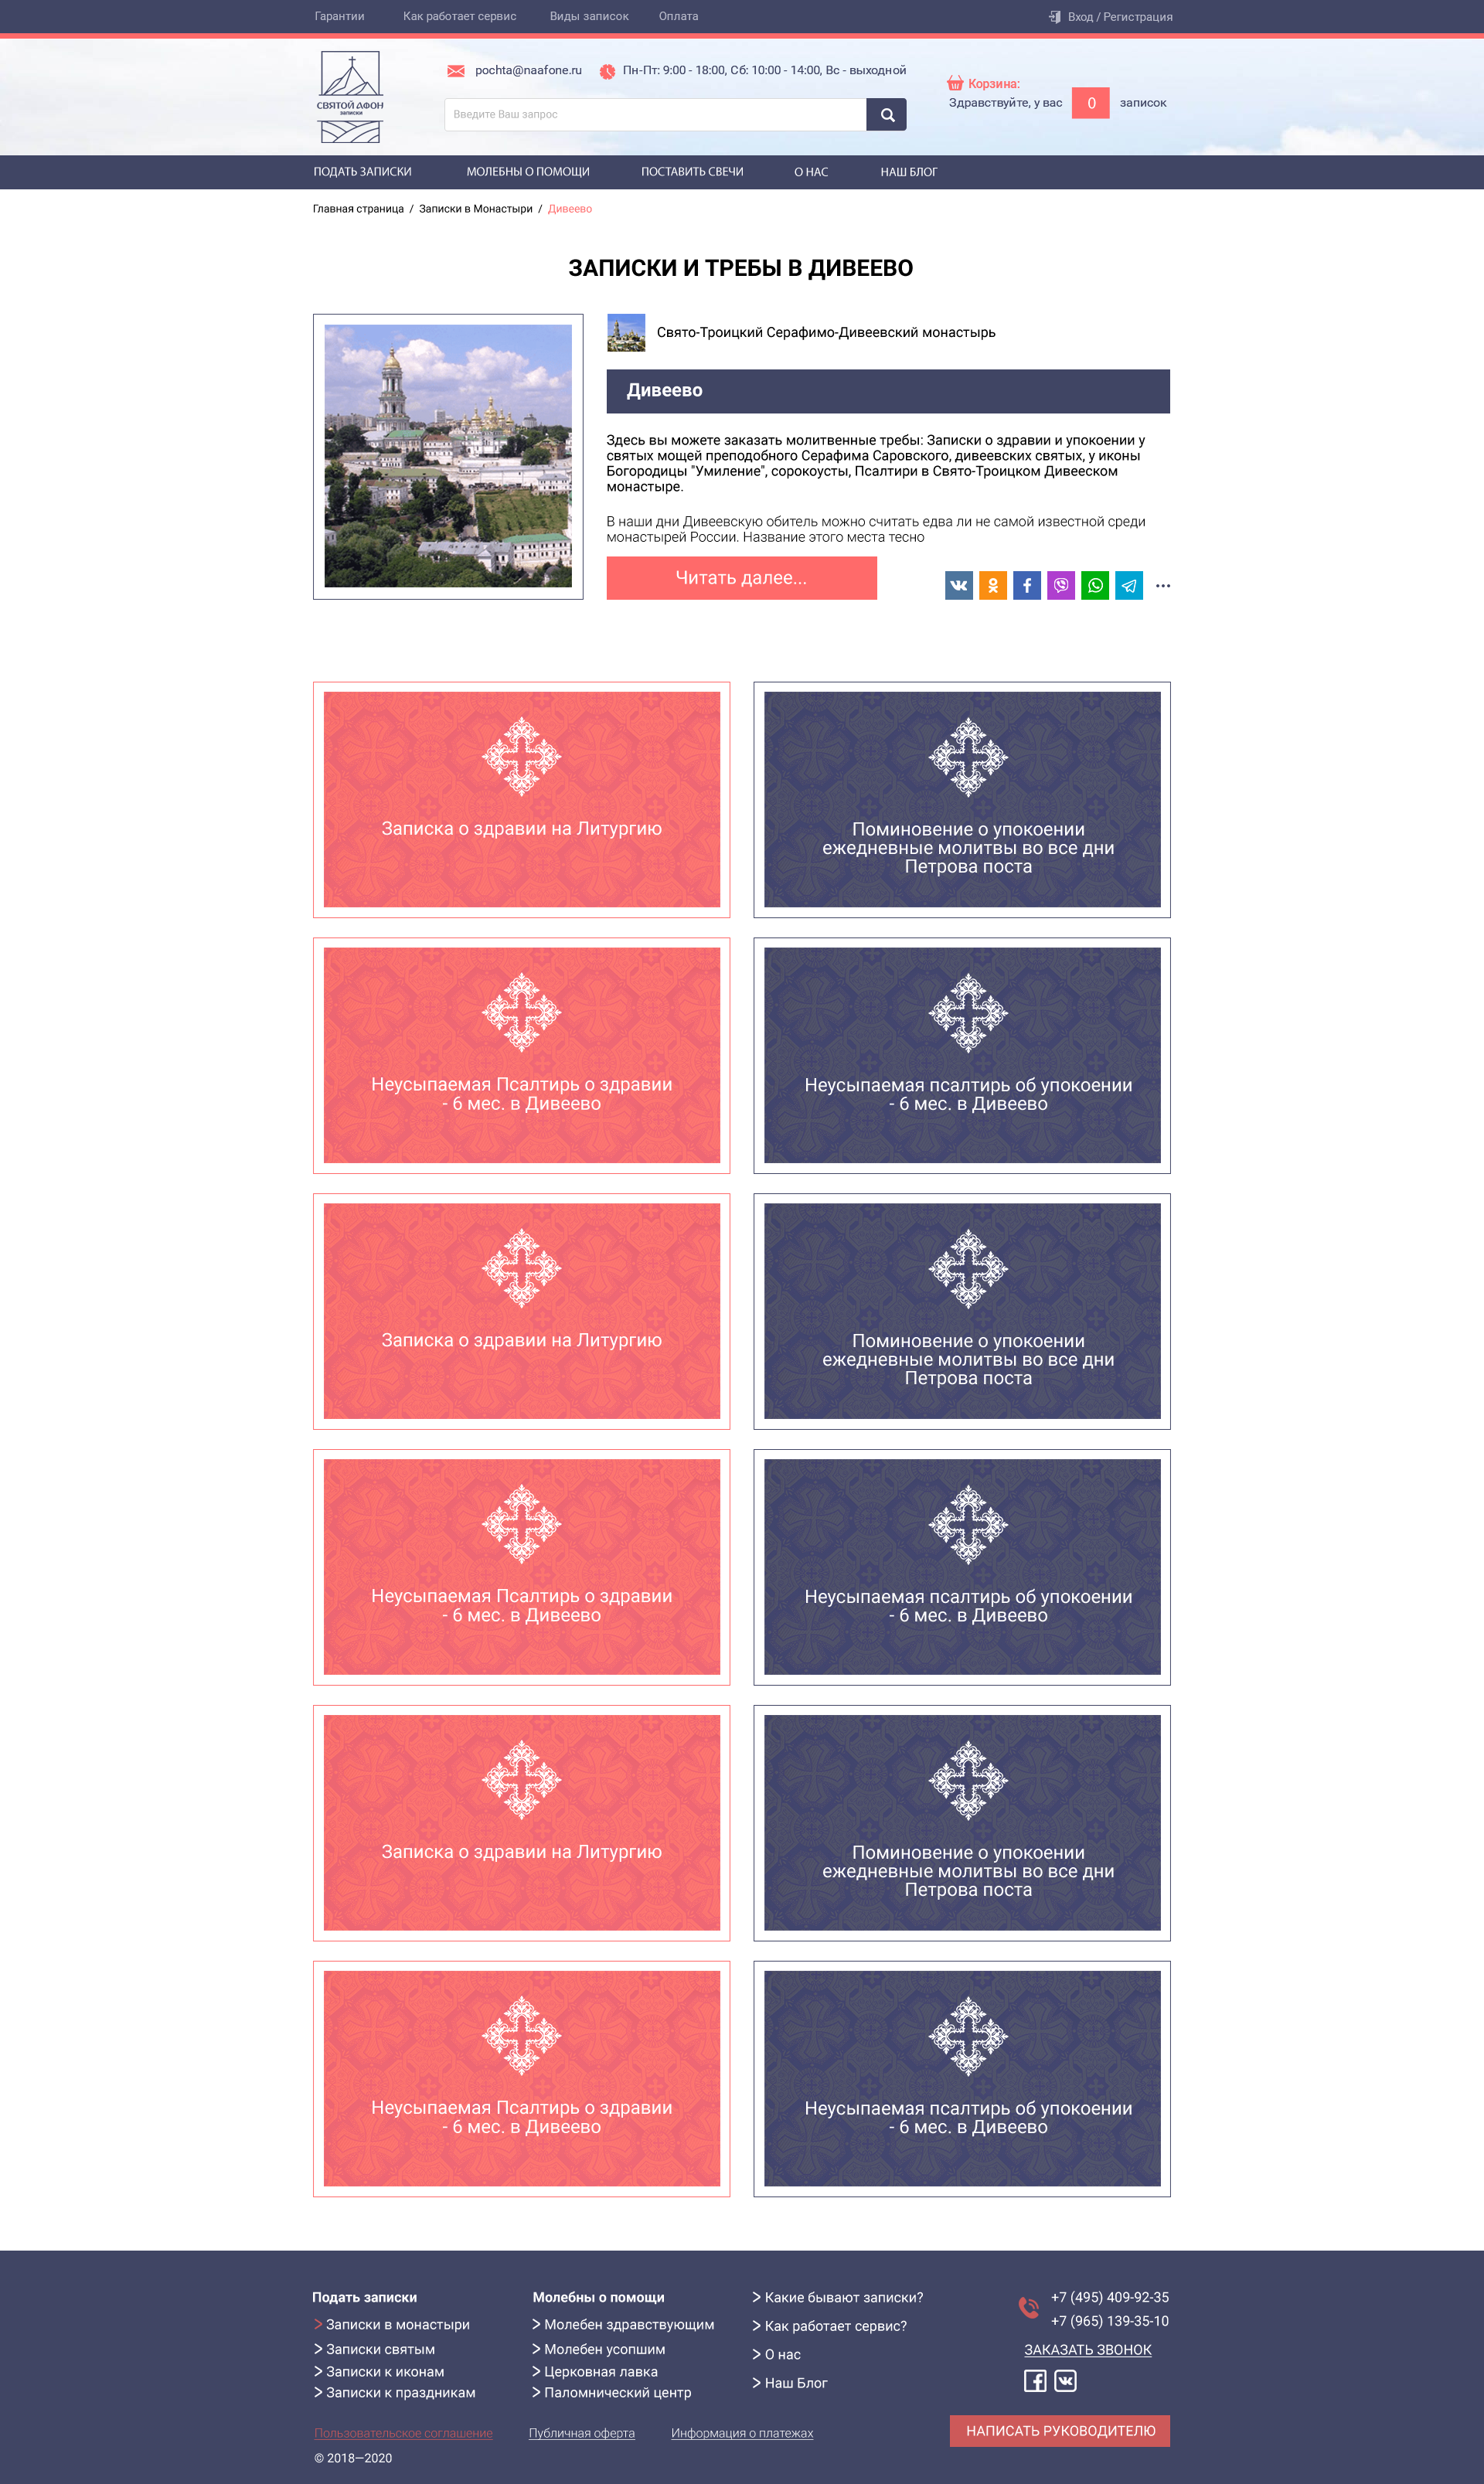 Гарантии Как работает сервис Виды записок Оплата Вход / Регистрация
СВЯТОЙ АФОН
записки
pochta@naafone.ru Пн-Пт: 9:00 - 18:00, Сб: 10:00 - 14:00, Вс - выходной
Корзина:
Здравствуйте, у вас 0 записок
Введите Ваш запрос
ПОДАТЬ ЗАПИСКИ МОЛЕБНЫ О ПОМОЩИ ПОСТАВИТЬ СВЕЧИ О НАС НАШ БЛОГ
Главная страница / Записки в Монастыри / Дивеево
ЗАПИСКИ И ТРЕБЫ В ДИВЕЕВО
Свято-Троицкий Серафимо-Дивеевский монастырь
Дивеево
Здесь вы можете заказать молитвенные требы: Записки о здравии и упокоении у
святых мощей преподобного Серафима Саровского, дивеевских святых, у иконы
Богородицы "Умиление", сорокоусты, Псалтири в Свято-Троицком Дивееском
монастыре.
В наши дни Дивеевскую обитель можно считать едва ли не самой известной среди
монастырей России. Название этого места тесно
Читать далее...
Записка о здравии на Литургию
Поминовение о упокоении
ежедневные молитвы во все дни
Петрова поста
Неусыпаемая Псалтирь о здравии
- 6 мес. в Дивеево
Неусыпаемая псалтирь об упокоении
- 6 мес. в Дивеево
Записка о здравии на Литургию
Поминовение о упокоении
ежедневные молитвы во все дни
Петрова поста
Неусыпаемая Псалтирь о здравии
- 6 мес. в Дивеево
Неусыпаемая псалтирь об упокоении
- 6 мес. в Дивеево
Записка о здравии на Литургию
Поминовение о упокоении
ежедневные молитвы во все дни
Петрова поста
Неусыпаемая Псалтирь о здравии
- 6 мес. в Дивеево
Неусыпаемая псалтирь об упокоении
- 6 мес. в Дивеево
Подать записки
> Записки в монастыри
> Записки святым
> Записки к иконам
> Записки к праздникам
Молебны о помощи
> Молебен здравствующим
> Молебен усопшим
> Церковная лавка
> Паломнический центр
> Какие бывают записки?
> Как работает сервис?
> О нас
> Наш Блог
+7 (495) 409-92-35
+7 (965) 139-35-10
ЗАКАЗАТЬ ЗВОНОК
НАПИСАТЬ РУКОВОДИТЕЛЮ
Пользовательское соглашение Публичная оферта Информация о платежах
© 2018—2020